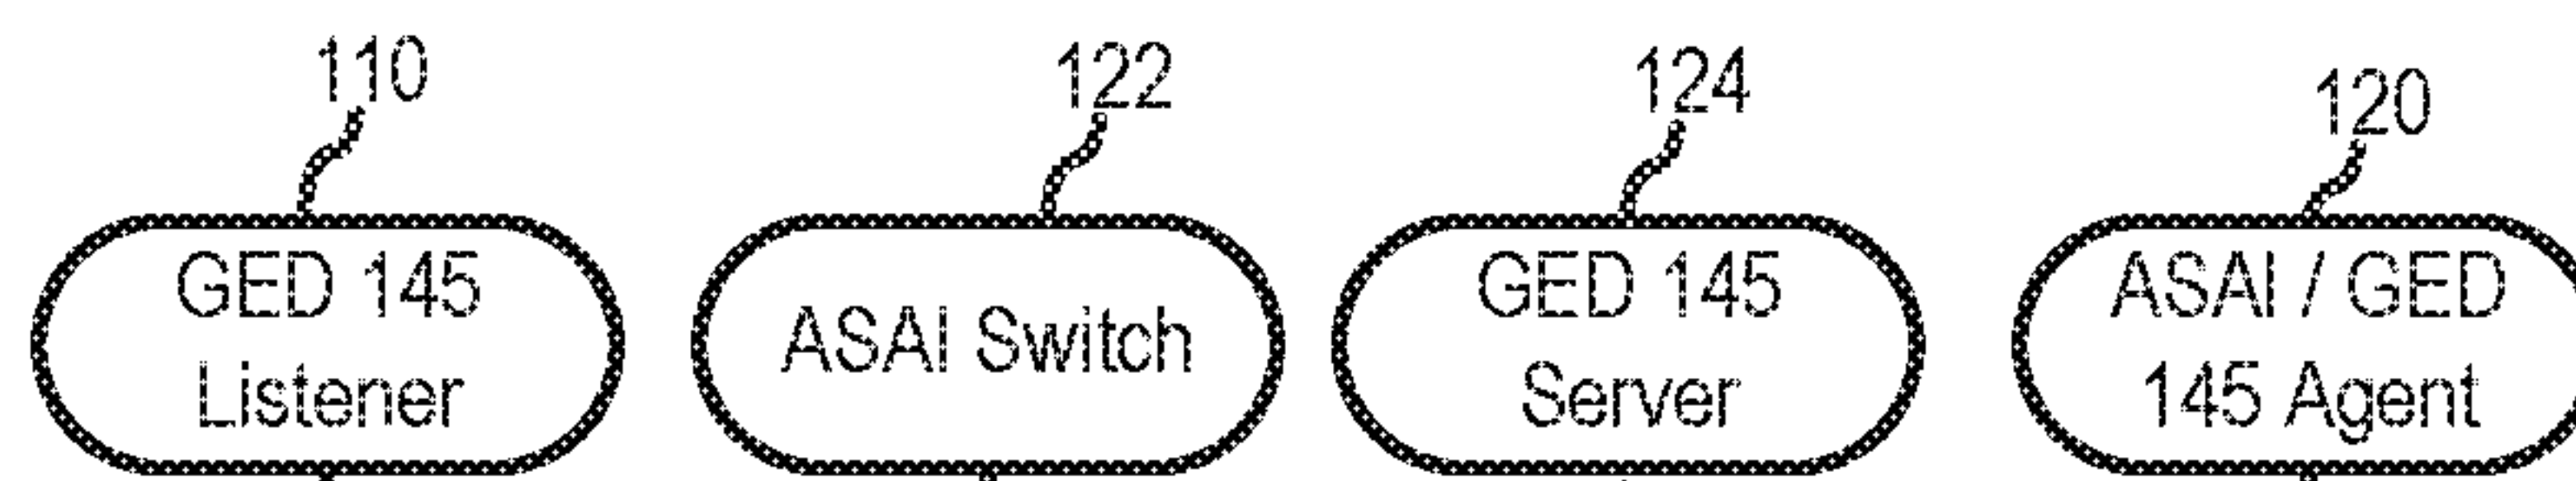 110
122
124
120
GED 145
Listener
ASAI Switch
GED 145
Server
ASAI / GED
145 Agent